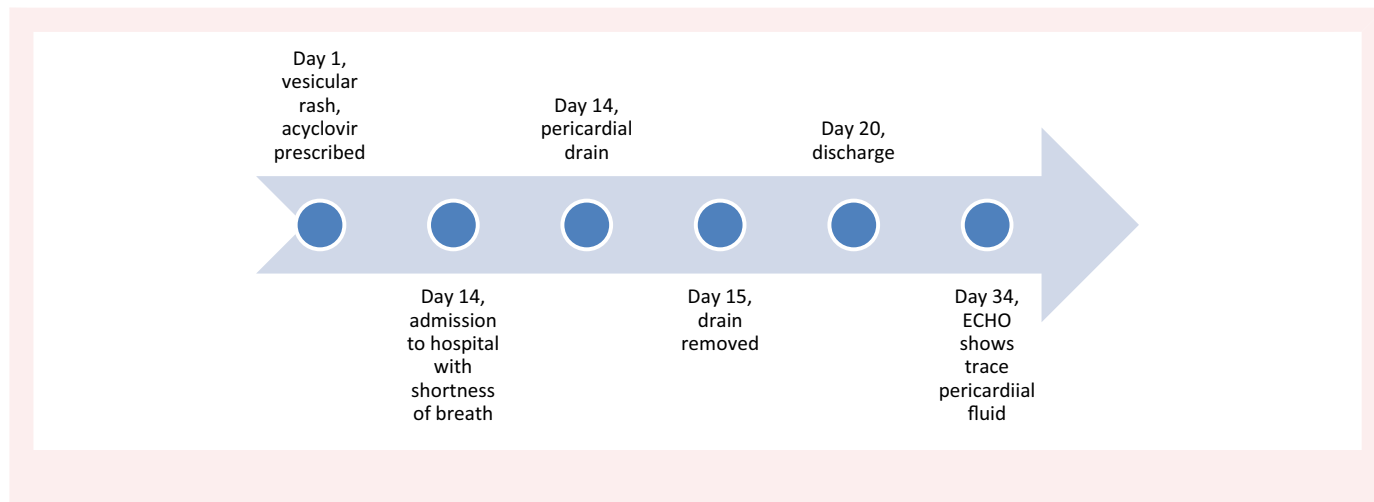 Day 1,
vesicular
rash,
acyclovir
prescribed
Day 14,
admission
to hospital
with
shortness
of breath
Day 14,
pericardial
drain
Day 15,
drain
removed
Day 20,
discharge
Day 34,
ECHO
shows
trace
pericardiial
fluid